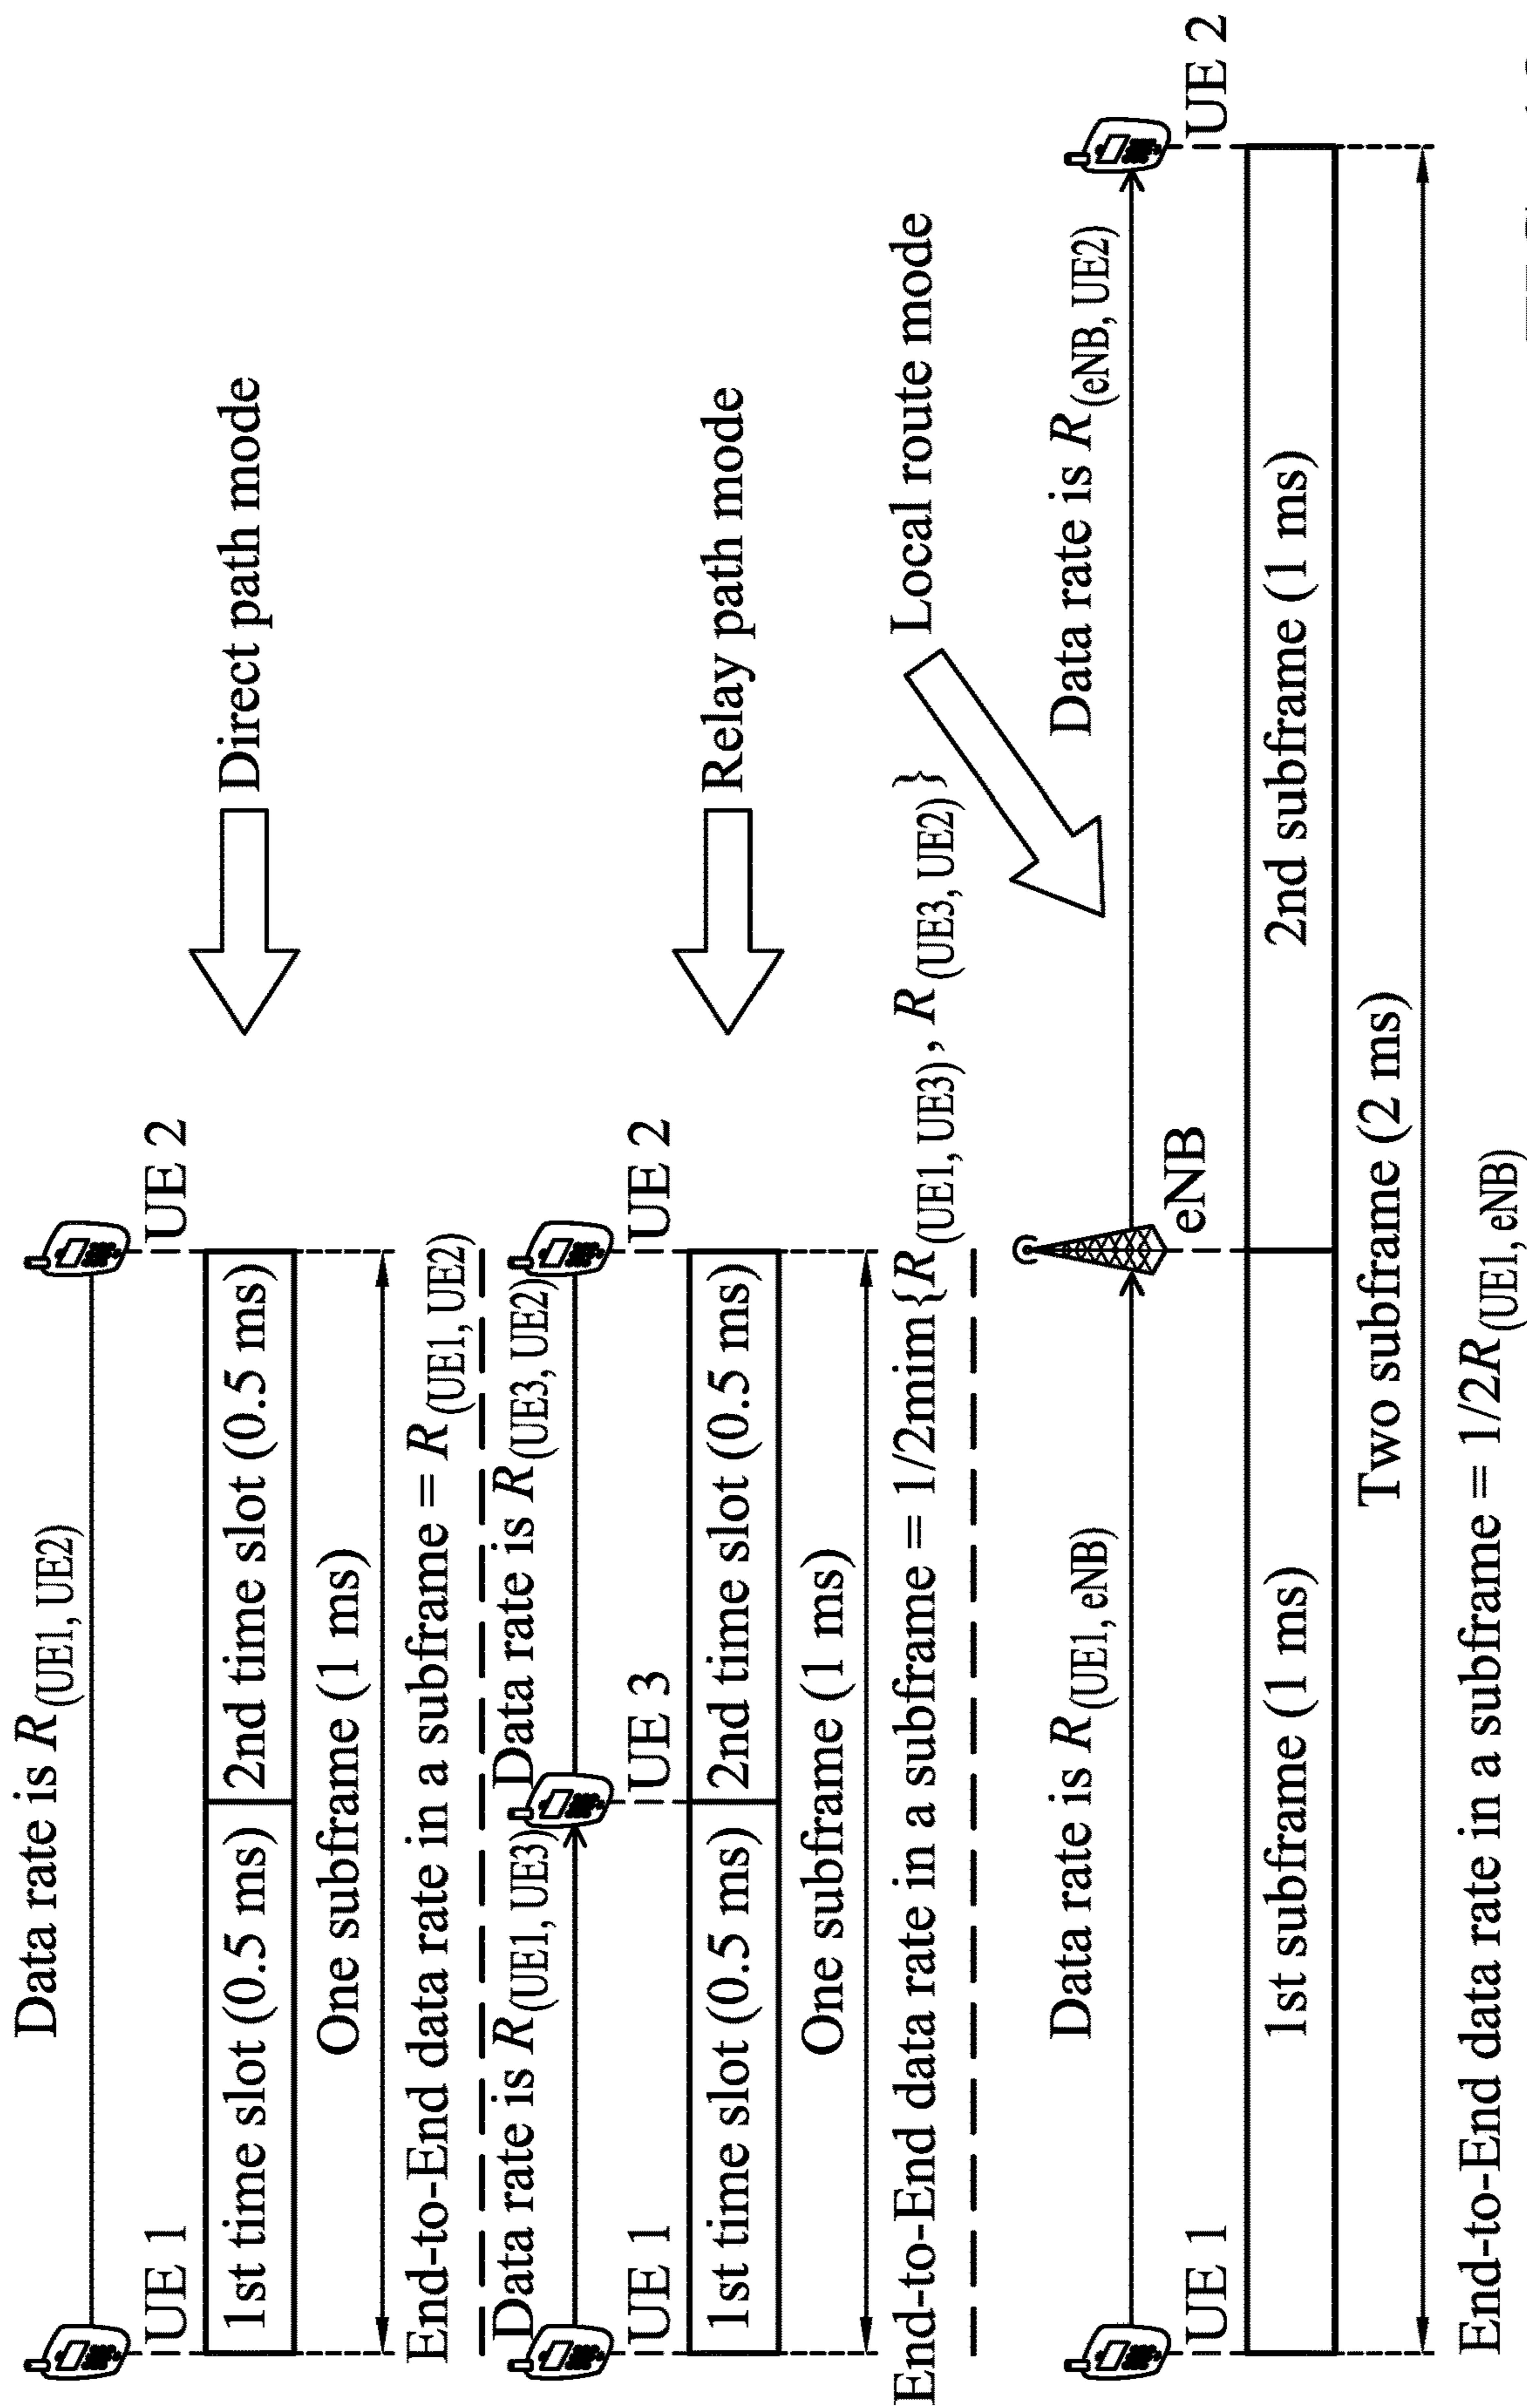 Data rate is R(UE1, UE2)
UE 1
UE 2
1st time slot (0.5 ms)
2nd time slot (0.5 ms)
Direct path mode
One subframe (1 ms)
End-to-End data rate in a subframe = R(UE1, UE2)
Data rate is R(UE1, UE3)
Data rate is R(UE3, UE2)
UE 1
UE 3
UE 2
1st time slot (0.5 ms)
2nd time slot (0.5 ms)
Relay path mode
One subframe (1 ms)
End-to-End data rate in a subframe = 1/2mim{R(UE1, UE3), R(UE3, UE2)}
Local route mode
Data rate is R(UE1, eNB)
Data rate is R(eNB, UE2)
UE 1
eNB
UE 2
1st subframe (1 ms)
2nd subframe (1 ms)
Two subframe (2 ms)
End-to-End data rate in a subframe = 1/2R(UE1, eNB)